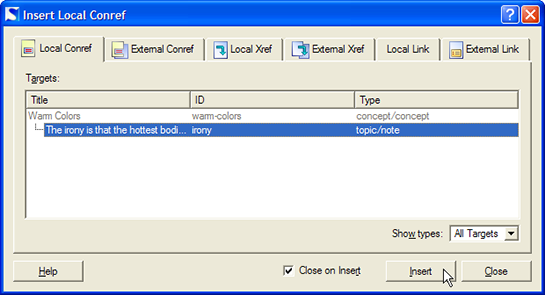 Insert Local Conref
Local Conref External Conref Local Xref External Xref Local Link External Link
Targets:
Title ID Type
Warm Colors warm-colors concept/concept
The irony is that the hottest bodi... irony topic/note
Show types: All Targets
Help Close on Insert Insert Close